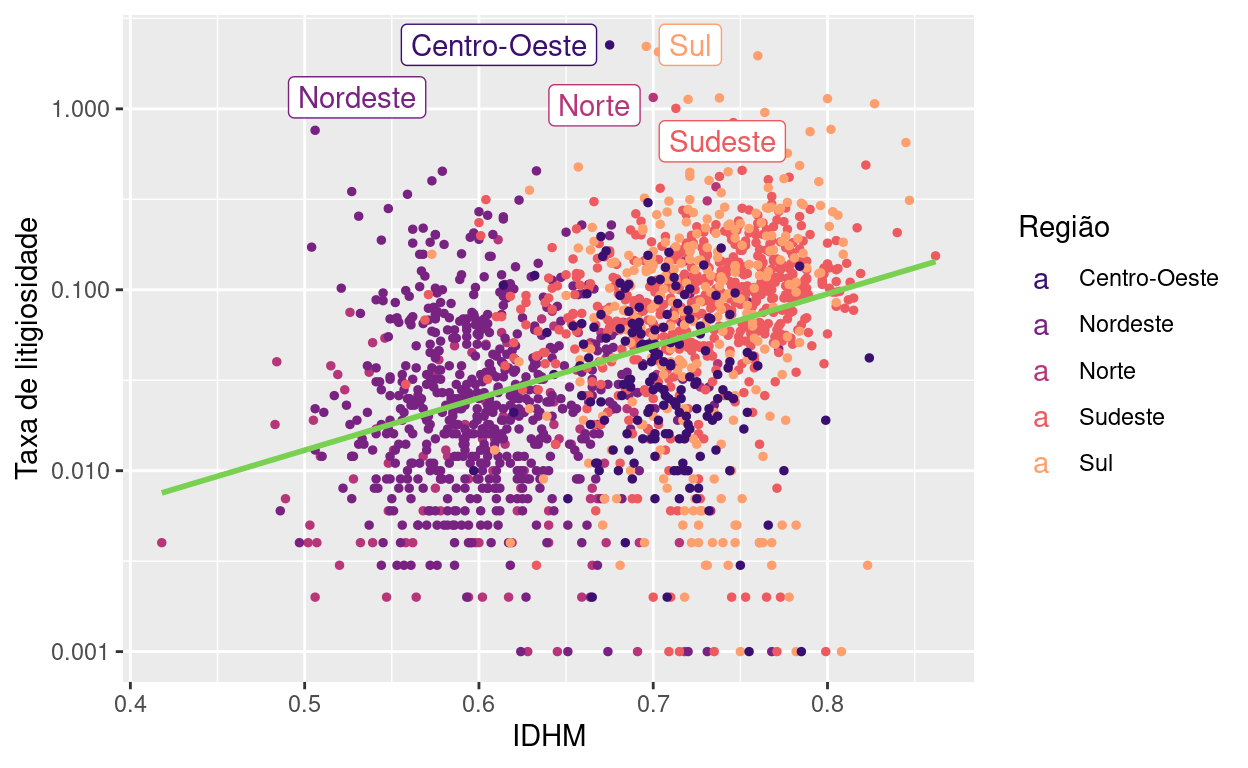 Centro-Oeste
Sul
Nordeste
Norte
Sudeste
Taxa de litigiosidade
1.000
0.100
0.010
0.001
0.4 0.5 0.6 0.7 0.8
IDHM
Região
a Centro-Oeste
a Nordeste
a Norte
a Sudeste
a Sul